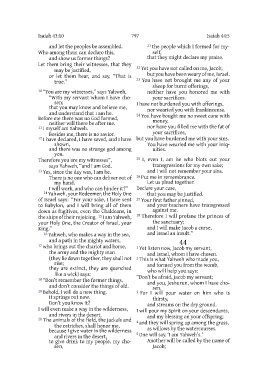 Isaiah 43:10 797 Isaiah 44:5
and let the peoples be assembled.
Who among them can declare this,
and show us former things?
Let them bring their witnesses, that they
may be justified,
or let them hear, and say, "That is
true."
10 "You are my witnesses," says Yahweh,
"With my servant whom I have cho-
sen;
that you may know and believe me,
and understand that I am he.
Before me there was no God formed,
neither will there be after me.
11 I myself am Yahweh.
Besides me, there is no savior.
12 I have declared, I have saved, and I have
shown,
and there was no strange god among
you.
Therefore you are my witnesses",
says Yahweh, "and I am God.
13 Yes, since the day was, I am he.
There is no one who can deliver out of
my hand.
I will work, and who can hinder it?"
14 Yahweh, your Redeemer, the Holy One
of Israel says: "For your sake, I have sent
to Babylon, and I will bring all of them
down as fugitives, even the Chaldeans, in
the ships of their rejoicing. 15 I am Yahweh,
your Holy One, the Creator of Israel, your
King."
16 Yahweh, who makes a way in the sea,
and a path in the mighty waters,
17 who brings out the chariot and horse,
the army and the mighty man
(they lie down together, they shall not
rise;
they are extinct, they are quenched
like a wick) says:
18 "Don't remember the former things,
and don't consider the things of old.
19 Behold, I will do a new thing.
It springs out now.
Don't you know it?
I will even make a way in the wilderness,
and rivers in the desert.
20 The animals of the field, the jackals and
the ostriches, shall honor me,
because I give water in the wilderness
and rivers in the desert,
to give drink to my people, my cho-
sen,
21 the people which I formed for my-
self,
that they might declare my praise.
22 Yet you have not called on me, Jacob;
but you have been weary of me, Israel.
23 You have not brought me any of your
sheep for burnt offerings,
neither have you honored me with
your sacrifices.
I have not burdened you with offerings,
nor wearied you with frankincense.
24 You have bought me no sweet cane with
money,
nor have you filled me with the fat of
your sacrifices,
but you have burdened me with your sins.
You have wearied me with your iniq-
uities.
25 I, even I, am he who blots out your
transgressions for my own sake;
and I will not remember your sins.
26 Put me in remembrance.
Let us plead together.
Declare your case,
that you may be justified.
27 Your first father sinned,
and your teachers have transgressed
against me.
28 Therefore I will profane the princes of
the sanctuary;
and I will make Jacob a curse,
and Israel an insult."
44
1 Yet listen now, Jacob my servant,
and Israel, whom I have chosen.
2 This is what Yahweh who made you,
and formed you from the womb,
who will help you says:
"Don't be afraid, Jacob my servant;
and you, Jeshurun, whom I have cho-
sen.
3 For I will pour water on him who is
thirsty,
and streams on the dry ground.
I will pour my Spirit on your descendants,
and my blessing on your offspring:
4 and they will spring up among the grass,
as willows by the watercourses.
5 One will say, 'I am Yahweh's.'
Another will be called by the name of
Jacob;